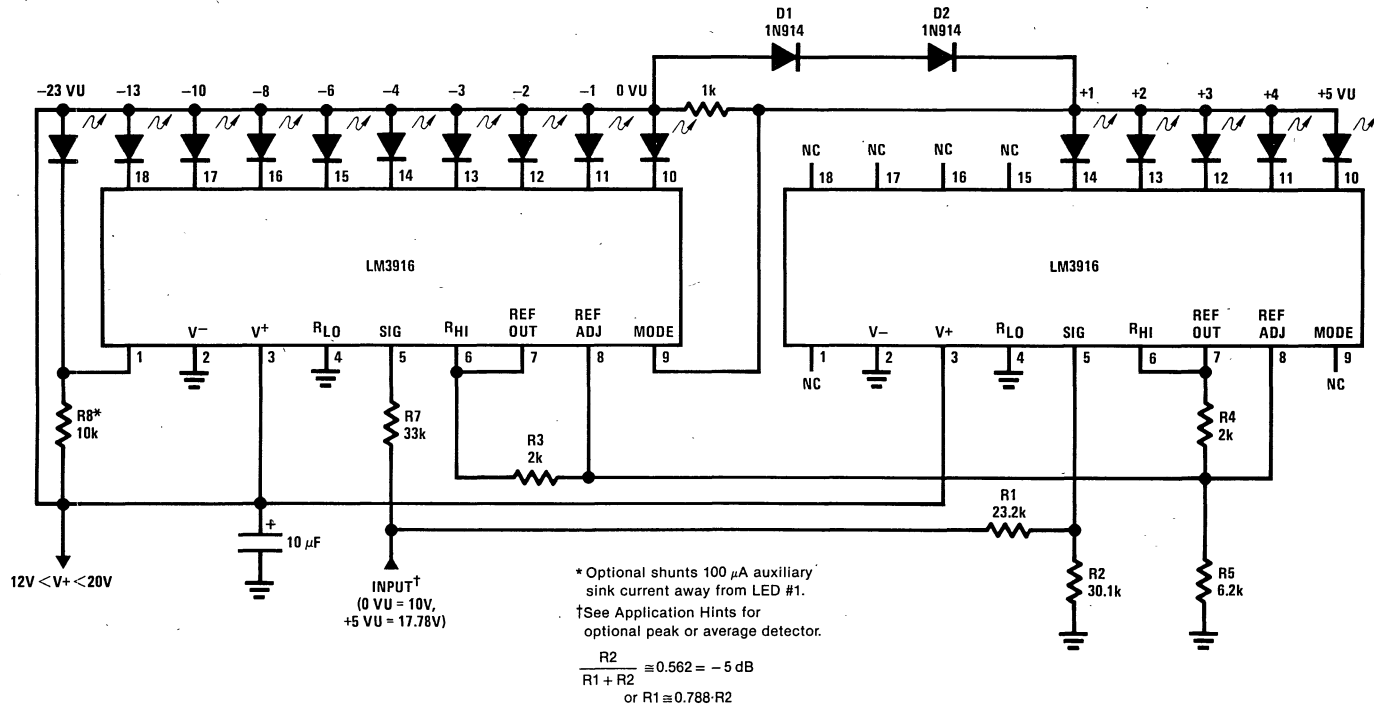 D1
1N914
D2
1N914
–23 VU
–13
–10
–8
–6
–4
–3
–2
–1
0 VU
1k
+1
+2
+3
+4
+5 VU
NC
NC
NC
NC
18
17
16
15
14
13
12
11
10
18
17
16
15
14
13
12
11
10
LM3916
LM3916
V–
V+
RLO
SIG
RHI
REF OUT
REF ADJ
MODE
V–
V+
RLO
SIG
RHI
REF OUT
REF ADJ
MODE
1
2
3
4
5
6
7
8
9
1
2
3
4
5
6
7
8
9
NC
NC
R8*
10k
R7
33k
R3
2k
R4
2k
R1
23.2k
R2
30.1k
R5
6.2k
+
10 μF
12V <V+ <20V
INPUT†
(0 VU = 10V,
+5 VU = 17.78V)
* Optional shunts 100 μA auxiliary
sink current away from LED #1.
†See Application Hints for
optional peak or average detector.
R2
R1 + R2
≅ 0.562 = – 5 dB
or R1 ≅ 0.788·R2